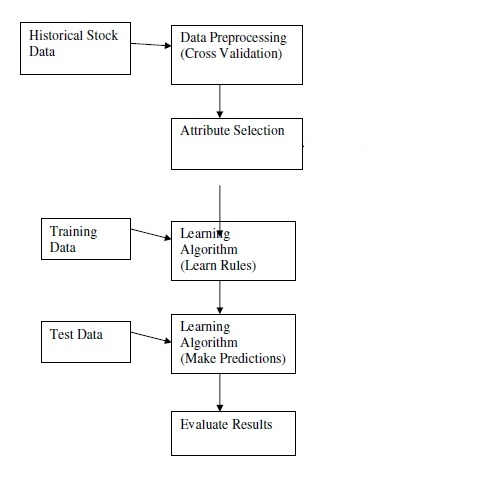 Historical Stock
Data
Data Preprocessing
(Cross Validation)
Attribute Selection
Training
Data
Learning
Algorithm
(Learn Rules)
Test Data
Learning
Algorithm
(Make Predictions)
Evaluate Results